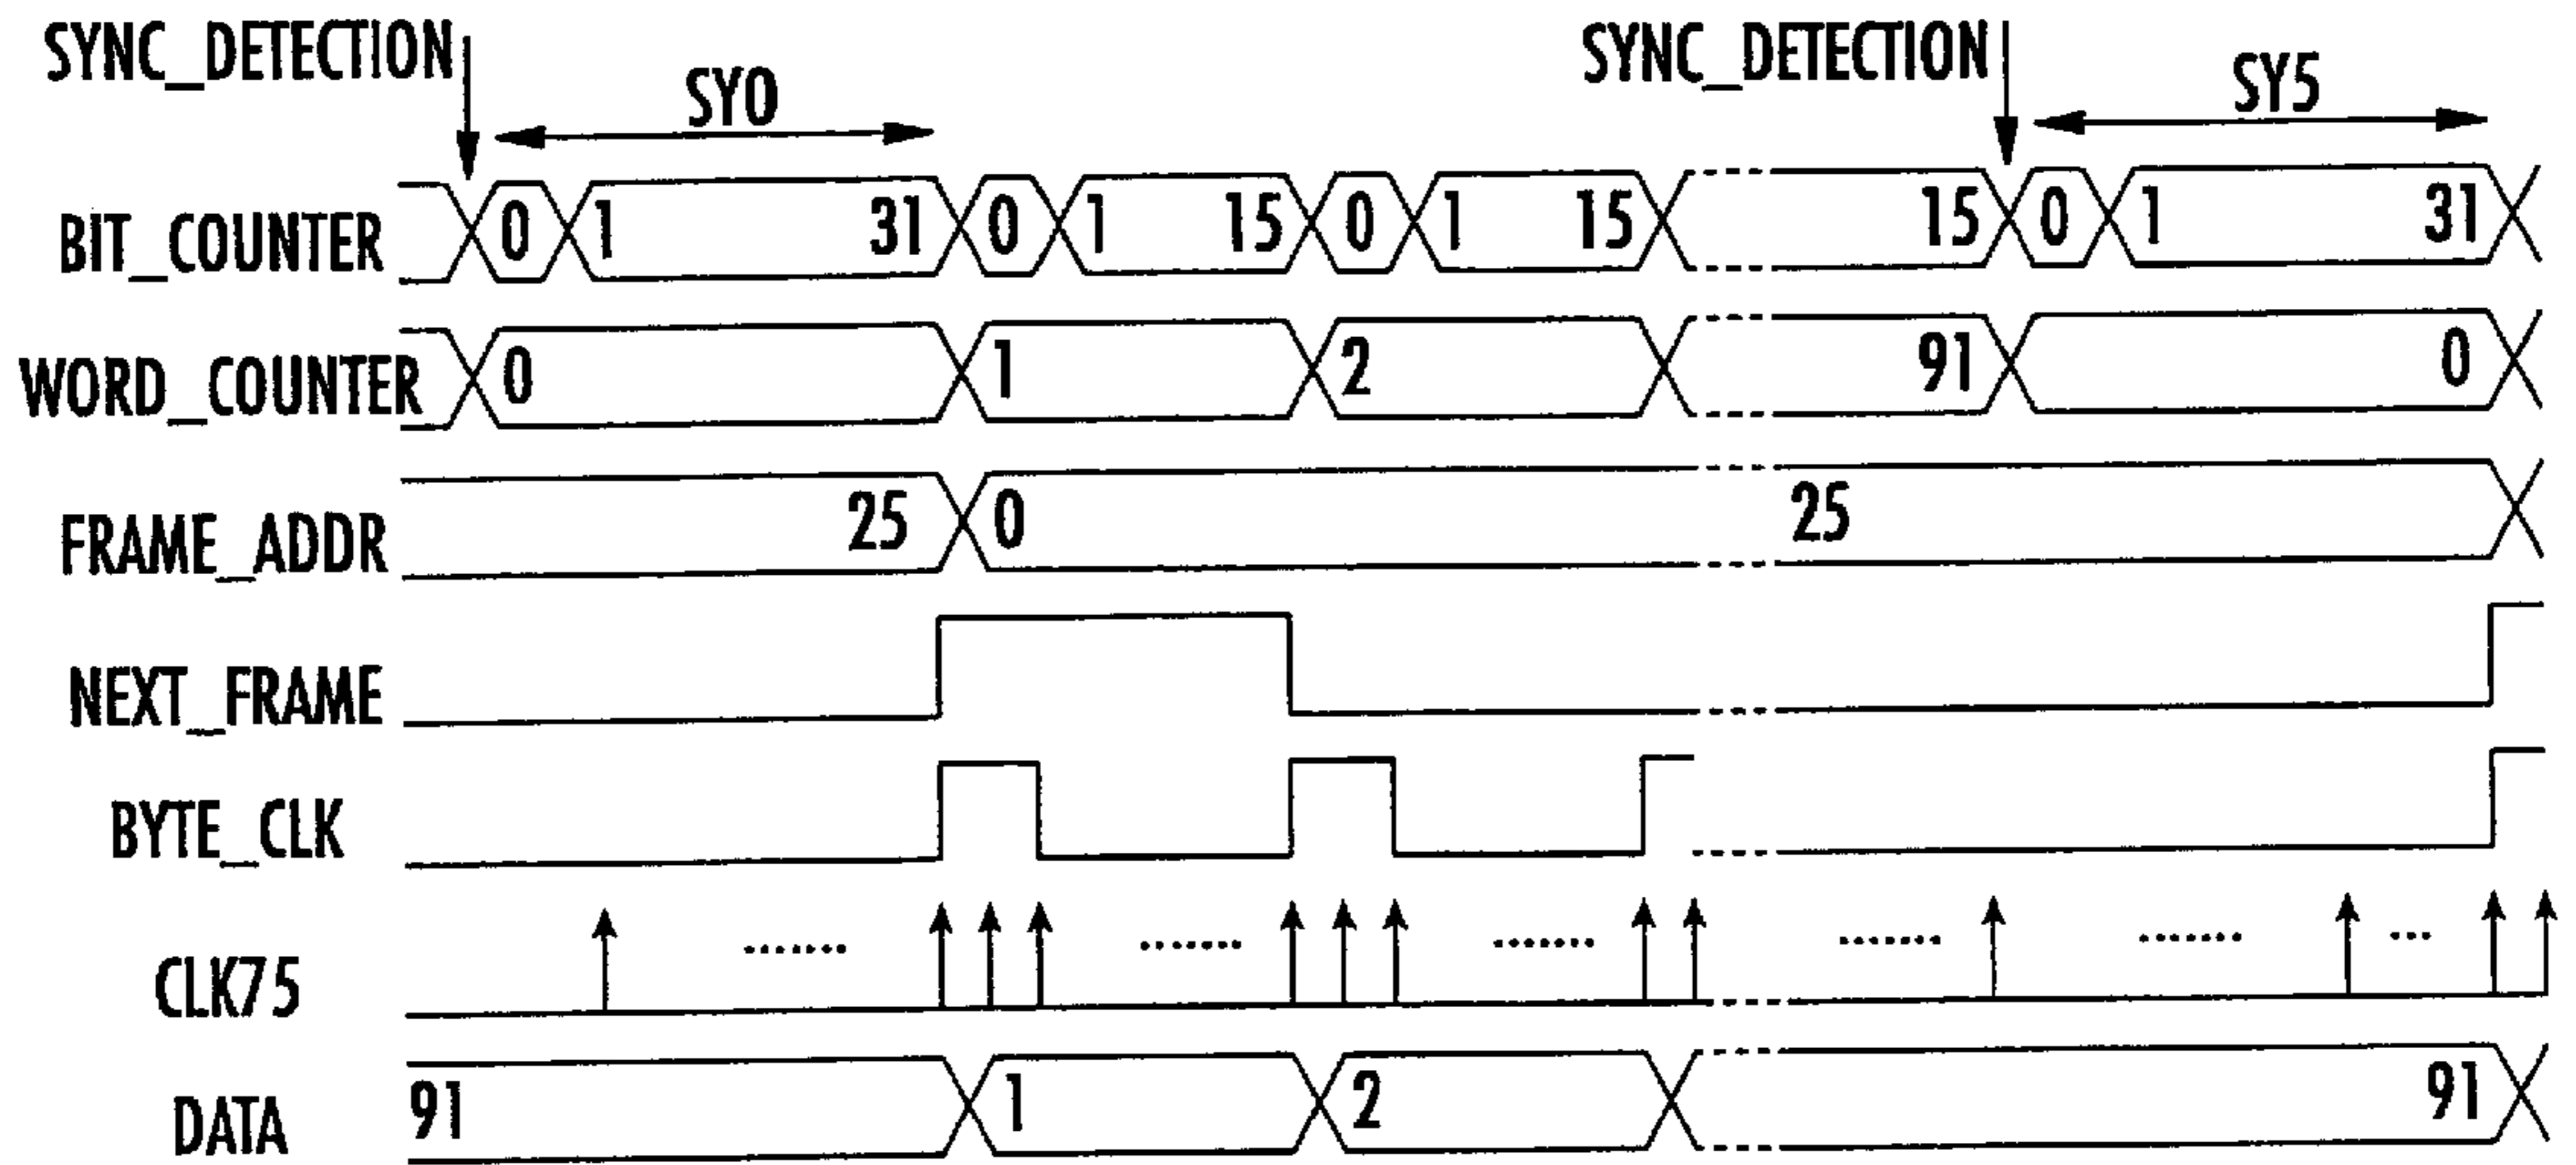 SYNC_DETECTION SYNC_DETECTION
SY0 SY5
BIT_COUNTER 0 1 31 0 1 15 0 1 15 15 0 1 31
WORD_COUNTER 0 1 2 91 0
FRAME_ADDR 25 0 25
NEXT_FRAME
BYTE_CLK
CLK75
DATA 91 1 2 91